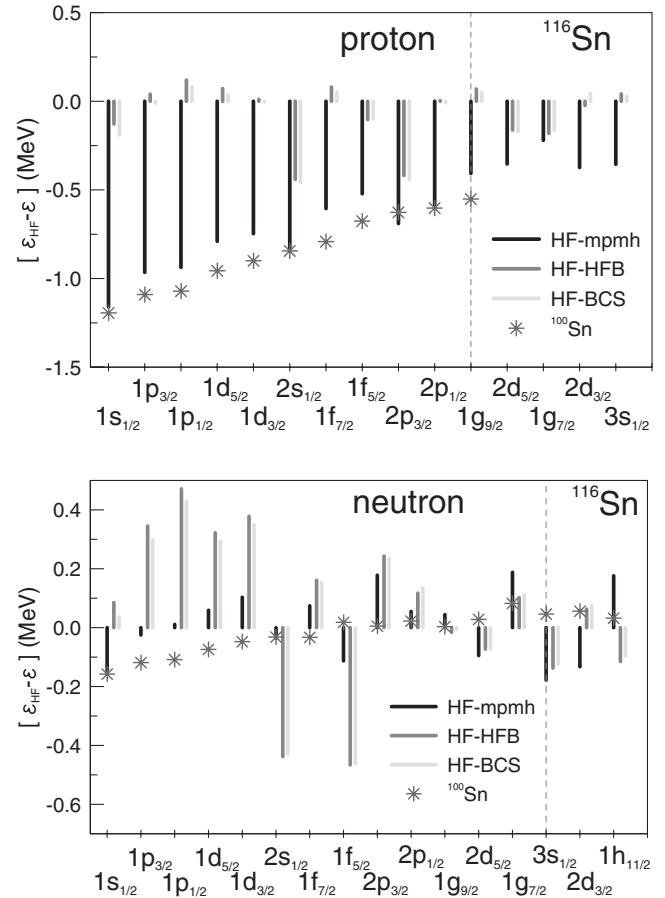 0.5
proton
¹¹⁶Sn
0.0
-0.5
-1.0
-1.5
[ ε_HF-ε ] (MeV)
HF-mpmh
HF-HFB
HF-BCS
¹⁰⁰Sn
1p3/2 1d5/2 2s1/2 1f5/2 2p1/2 2d5/2 2d3/2
1s1/2 1p1/2 1d3/2 1f7/2 2p3/2 1g9/2 1g7/2 3s1/2
neutron
¹¹⁶Sn
0.4
0.2
0.0
-0.2
-0.4
-0.6
[ ε_HF-ε ] (MeV)
HF-mpmh
HF-HFB
HF-BCS
¹⁰⁰Sn
1p3/2 1d5/2 2s1/2 1f5/2 2p1/2 2d5/2 3s1/2 1h11/2
1s1/2 1p1/2 1d3/2 1f7/2 2p3/2 1g9/2 1g7/2 2d3/2